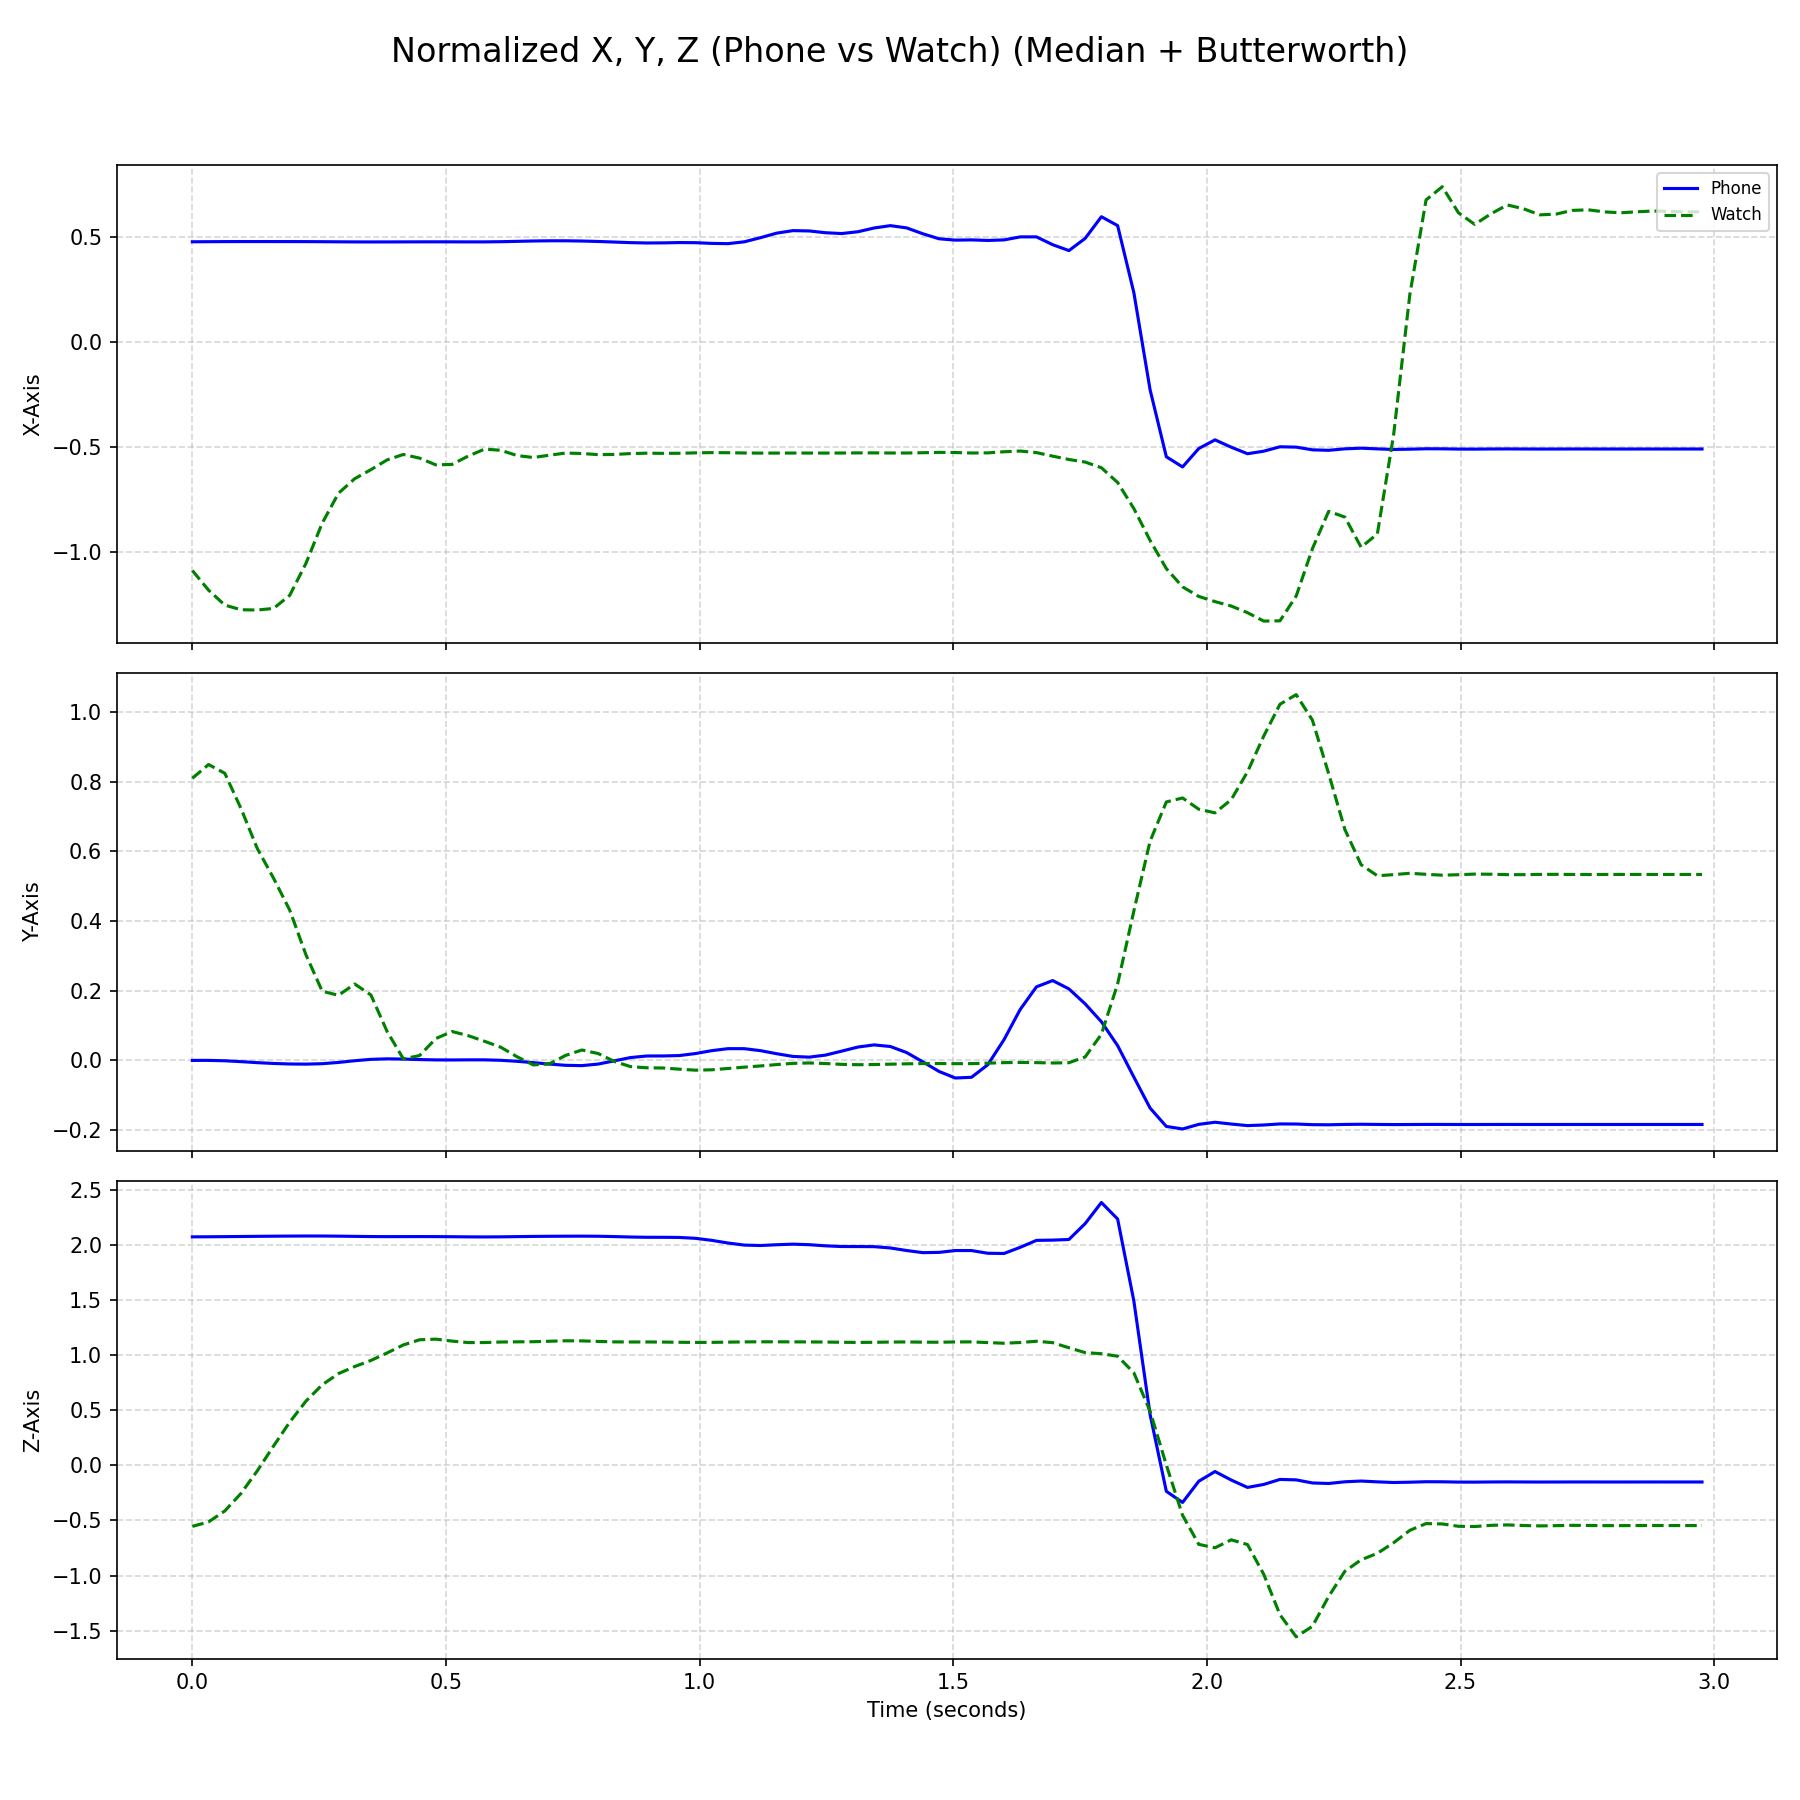 Normalized X, Y, Z (Phone vs Watch) (Median + Butterworth)
Phone
Watch
X-Axis
0.5
0.0
−0.5
−1.0
Y-Axis
1.0
0.8
0.6
0.4
0.2
0.0
−0.2
Z-Axis
2.5
2.0
1.5
1.0
0.5
0.0
−0.5
−1.0
−1.5
0.0 0.5 1.0 1.5 2.0 2.5 3.0
Time (seconds)